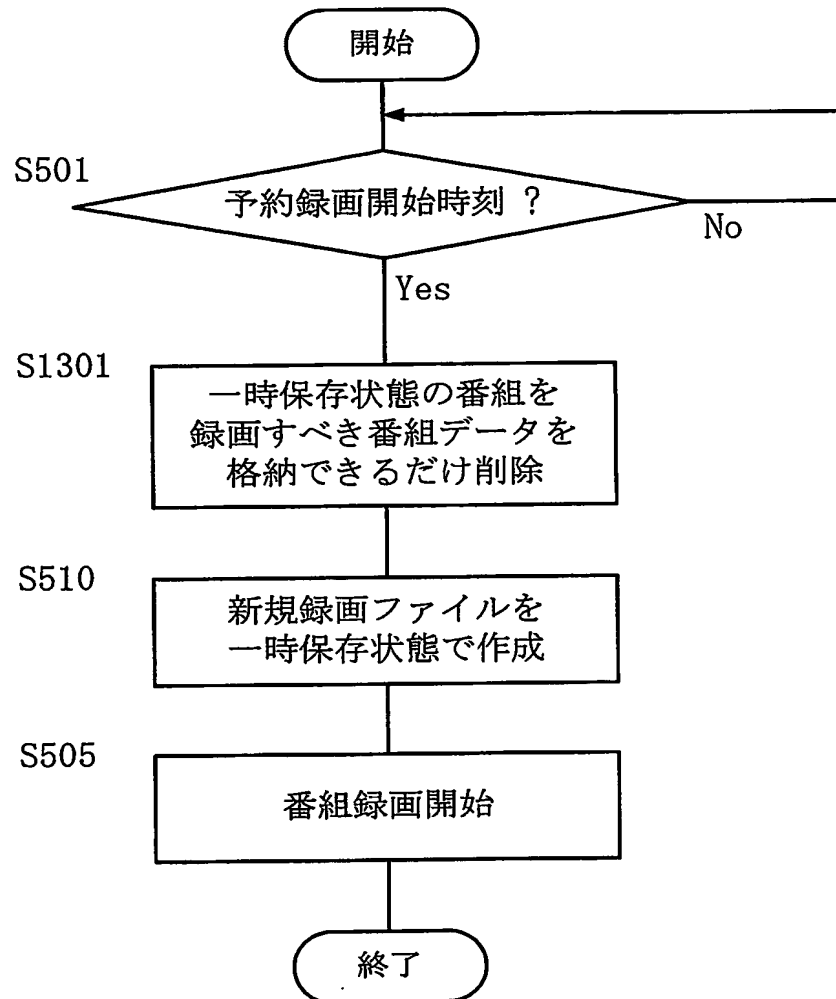 開始
S501
予約録画開始時刻 ?
No
Yes
S1301
一時保存状態の番組を
録画すべき番組データを
格納できるだけ削除
S510
新規録画ファイルを
一時保存状態で作成
S505
番組録画開始
終了